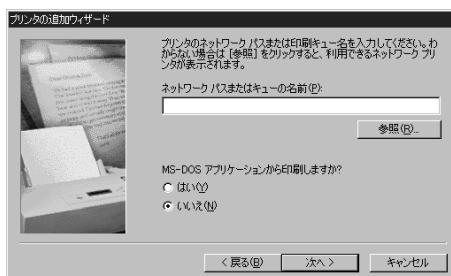 プリンタの追加ウィザード
プリンタのネットワーク パスまたは印刷キュー名を入力してください。わ
からない場合は [参照] をクリックすると、利用できるネットワーク プリ
ンタが表示されます。
ネットワーク パスまたはキューの名前(P):
参照(R)...
MS-DOS アプリケーションから印刷しますか?
はい(Y)
いいえ(N)
< 戻る(B)
次へ >
キャンセル